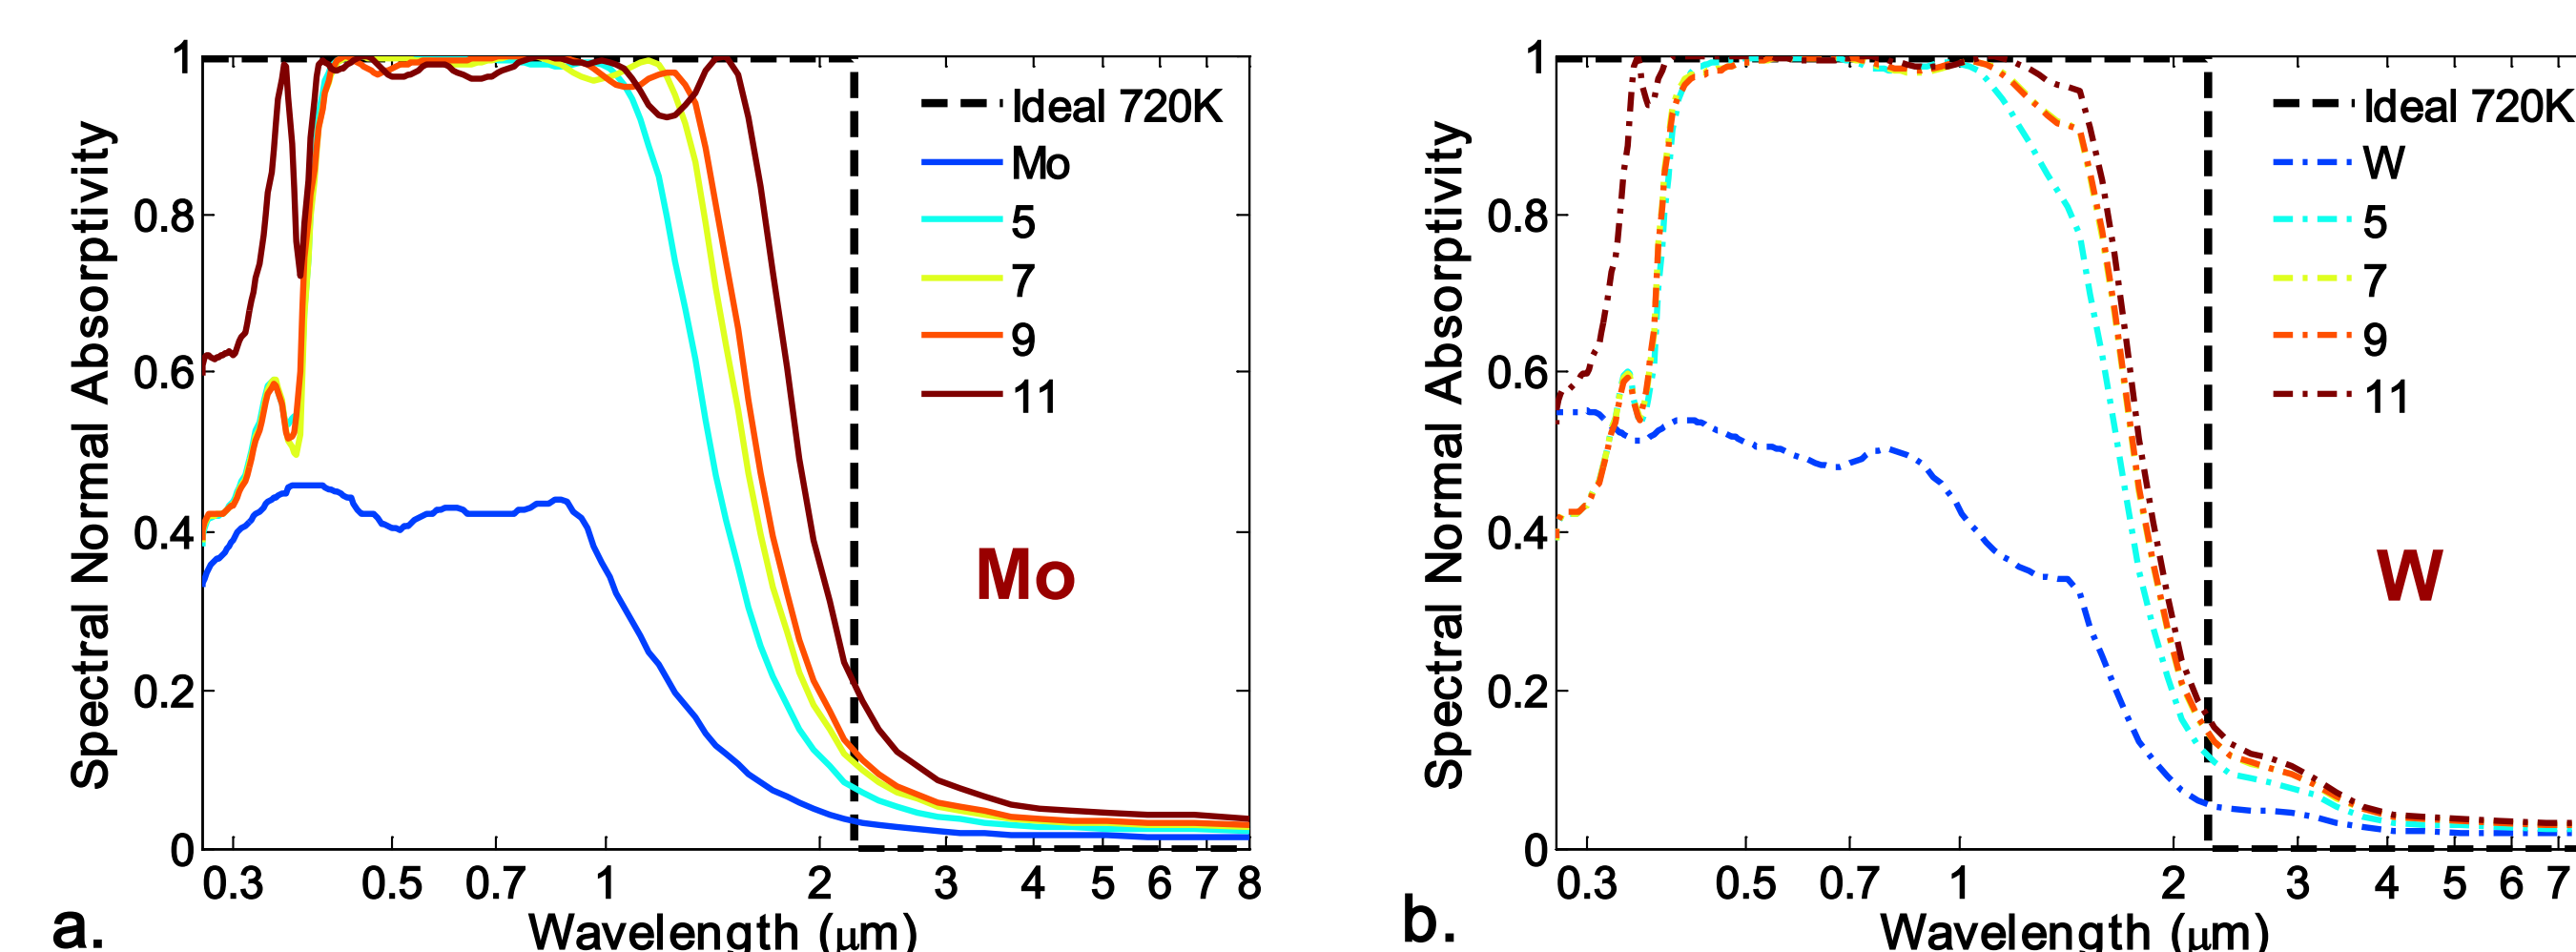 Spectral Normal Absorptivity
1
0.8
0.6
0.4
0.2
0
Ideal 720K
Mo
5
7
9
11
Mo
0.3 0.5 0.7 1 2 3 4 5 6 7 8
a.
Wavelength (μm)
Spectral Normal Absorptivity
1
0.8
0.6
0.4
0.2
0
Ideal 720K
W
5
7
9
11
W
0.3 0.5 0.7 1 2 3 4 5 6 7
b.
Wavelength (μm)